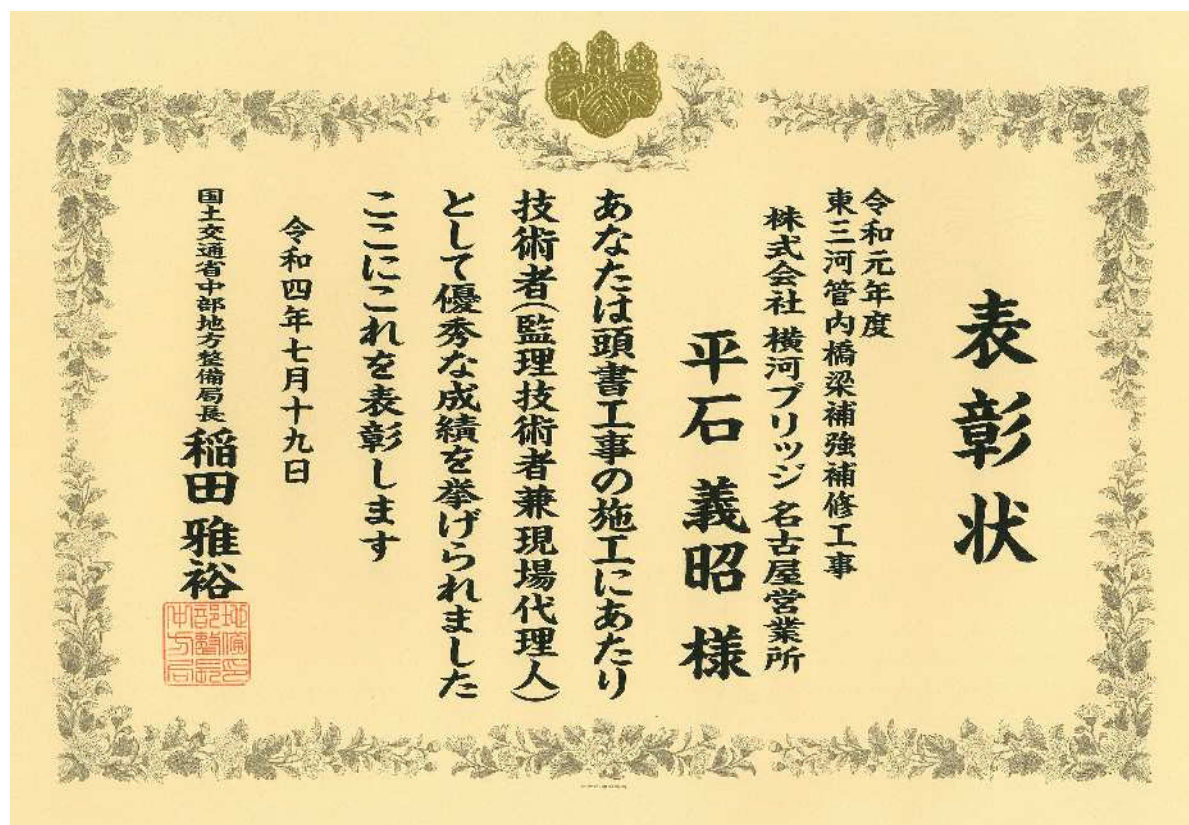 表彰状
令和元年度
東三河管内橋梁補強補修工事
株式会社 横河ブリッジ 名古屋営業所
平石 義昭 様
あなたは頭書工事の施工にあたり
技術者(監理技術者兼現場代理人)
として優秀な成績を挙げられました
ここにこれを表彰します
令和四年七月十九日
国土交通省中部地方整備局長 稲田 雅裕